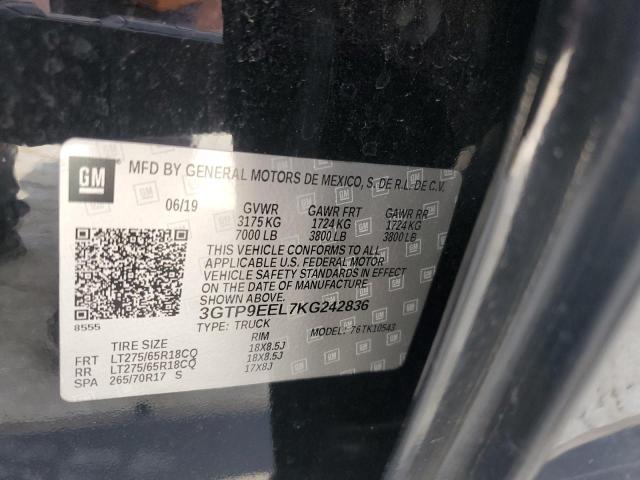 GM
MFD BY GENERAL MOTORS DE MEXICO, S. DE R.L. DE C.V.
06/19 GVWR GAWR FRT GAWR RR
3175 KG 1724 KG 1724 KG
7000 LB 3800 LB 3800 LB
THIS VEHICLE CONFORMS TO ALL
APPLICABLE U.S. FEDERAL MOTOR
VEHICLE SAFETY STANDARDS IN EFFECT
ON THE DATE OF MANUFACTURE
SHOWN ABOVE.
3GTP9EEL7KG242836
8555 TYPE: TRUCK MODEL: 76TK10543
TIRE SIZE RIM
FRT LT275/65R18CQ 18X8.5J
RR LT275/65R18CQ 18X8.5J
SPA 265/70R17 S 17X8J